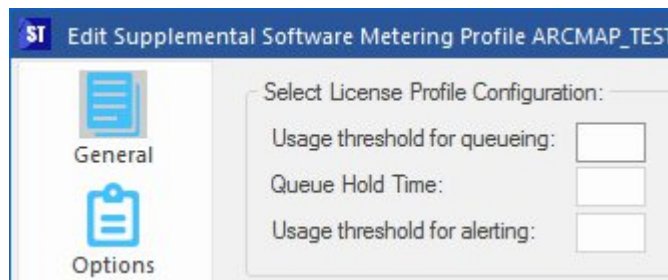 ST Edit Supplemental Software Metering Profile ARCMAP_TEST
Select License Profile Configuration:
General
Usage threshold for queueing:
Queue Hold Time:
Usage threshold for alerting:
Options